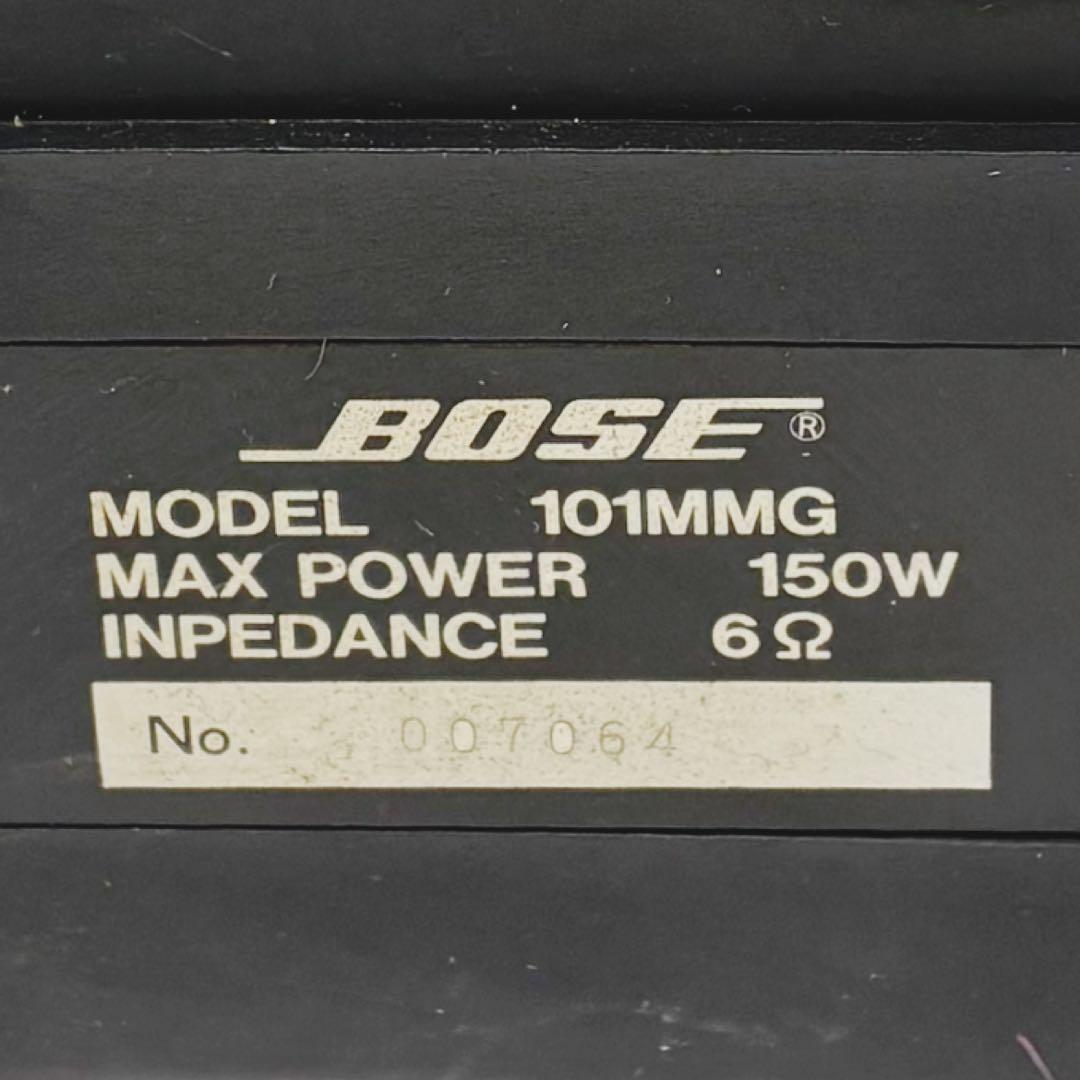 BOSE®
MODEL 101MMG
MAX POWER 150W
INPEDANCE 6Ω
No. 007064